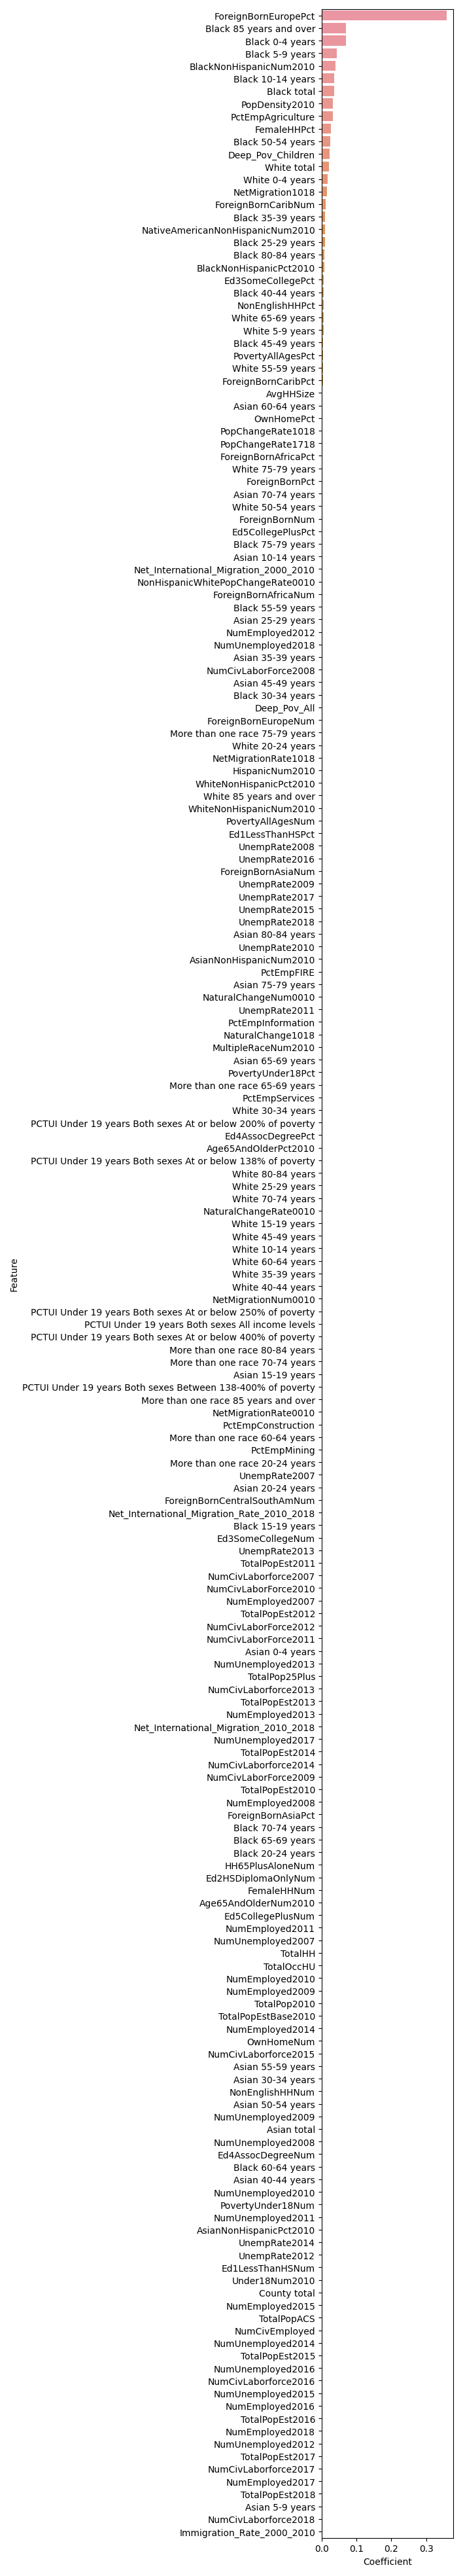 ForeignBornEuropePct
Black 85 years and over
Black 0-4 years
Black 5-9 years
BlackNonHispanicNum2010
Black 10-14 years
Black total
PopDensity2010
PctEmpAgriculture
FemaleHHPct
Black 50-54 years
Deep_Pov_Children
White total
White 0-4 years
NetMigration1018
ForeignBornCaribNum
Black 35-39 years
NativeAmericanNonHispanicNum2010
Black 25-29 years
Black 80-84 years
BlackNonHispanicPct2010
Ed3SomeCollegePct
Black 40-44 years
NonEnglishHHPct
White 65-69 years
White 5-9 years
Black 45-49 years
PovertyAllAgesPct
White 55-59 years
ForeignBornCaribPct
AvgHHSize
Asian 60-64 years
OwnHomePct
PopChangeRate1018
PopChangeRate1718
ForeignBornAfricaPct
White 75-79 years
ForeignBornPct
Asian 70-74 years
White 50-54 years
ForeignBornNum
Ed5CollegePlusPct
Black 75-79 years
Asian 10-14 years
Net_International_Migration_2000_2010
NonHispanicWhitePopChangeRate0010
ForeignBornAfricaNum
Black 55-59 years
Asian 25-29 years
NumEmployed2012
NumUnemployed2018
Asian 35-39 years
NumCivLaborForce2008
Asian 45-49 years
Black 30-34 years
Deep_Pov_All
ForeignBornEuropeNum
More than one race 75-79 years
White 20-24 years
NetMigrationRate1018
HispanicNum2010
WhiteNonHispanicPct2010
White 85 years and over
WhiteNonHispanicNum2010
PovertyAllAgesNum
Ed1LessThanHSPct
UnempRate2008
UnempRate2016
ForeignBornAsiaNum
UnempRate2009
UnempRate2017
UnempRate2015
UnempRate2018
Asian 80-84 years
UnempRate2010
AsianNonHispanicNum2010
PctEmpFIRE
Asian 75-79 years
NaturalChangeNum0010
UnempRate2011
PctEmpInformation
NaturalChange1018
MultipleRaceNum2010
Asian 65-69 years
PovertyUnder18Pct
More than one race 65-69 years
PctEmpServices
White 30-34 years
PCTUI Under 19 years Both sexes At or below 200% of poverty
Ed4AssocDegreePct
Age65AndOlderPct2010
PCTUI Under 19 years Both sexes At or below 138% of poverty
White 80-84 years
White 25-29 years
White 70-74 years
NaturalChangeRate0010
White 15-19 years
White 45-49 years
White 10-14 years
White 60-64 years
White 35-39 years
White 40-44 years
NetMigrationNum0010
PCTUI Under 19 years Both sexes At or below 250% of poverty
PCTUI Under 19 years Both sexes All income levels
PCTUI Under 19 years Both sexes At or below 400% of poverty
More than one race 80-84 years
More than one race 70-74 years
Asian 15-19 years
PCTUI Under 19 years Both sexes Between 138-400% of poverty
More than one race 85 years and over
NetMigrationRate0010
PctEmpConstruction
More than one race 60-64 years
PctEmpMining
More than one race 20-24 years
UnempRate2007
Asian 20-24 years
ForeignBornCentralSouthAmNum
Net_International_Migration_Rate_2010_2018
Black 15-19 years
Ed3SomeCollegeNum
UnempRate2013
TotalPopEst2011
NumCivLaborforce2007
NumCivLaborForce2010
NumEmployed2007
TotalPopEst2012
NumCivLaborForce2012
NumCivLaborForce2011
Asian 0-4 years
NumUnemployed2013
TotalPop25Plus
NumCivLaborforce2013
TotalPopEst2013
NumEmployed2013
Net_International_Migration_2010_2018
NumUnemployed2017
TotalPopEst2014
NumCivLaborforce2014
NumCivLaborForce2009
TotalPopEst2010
NumEmployed2008
ForeignBornAsiaPct
Black 70-74 years
Black 65-69 years
Black 20-24 years
HH65PlusAloneNum
Ed2HSDiplomaOnlyNum
FemaleHHNum
Age65AndOlderNum2010
Ed5CollegePlusNum
NumEmployed2011
NumUnemployed2007
TotalHH
TotalOccHU
NumEmployed2010
NumEmployed2009
TotalPop2010
TotalPopEstBase2010
NumEmployed2014
OwnHomeNum
NumCivLaborforce2015
Asian 55-59 years
Asian 30-34 years
NonEnglishHHNum
Asian 50-54 years
NumUnemployed2009
Asian total
NumUnemployed2008
Ed4AssocDegreeNum
Black 60-64 years
Asian 40-44 years
NumUnemployed2010
PovertyUnder18Num
NumUnemployed2011
AsianNonHispanicPct2010
UnempRate2014
UnempRate2012
Ed1LessThanHSNum
Under18Num2010
County total
NumEmployed2015
TotalPopACS
NumCivEmployed
NumUnemployed2014
TotalPopEst2015
NumUnemployed2016
NumCivLaborforce2016
NumUnemployed2015
NumEmployed2016
TotalPopEst2016
NumEmployed2018
NumUnemployed2012
TotalPopEst2017
NumCivLaborforce2017
NumEmployed2017
TotalPopEst2018
Asian 5-9 years
NumCivLaborforce2018
Immigration_Rate_2000_2010
Feature
0.0 0.1 0.2 0.3
Coefficient